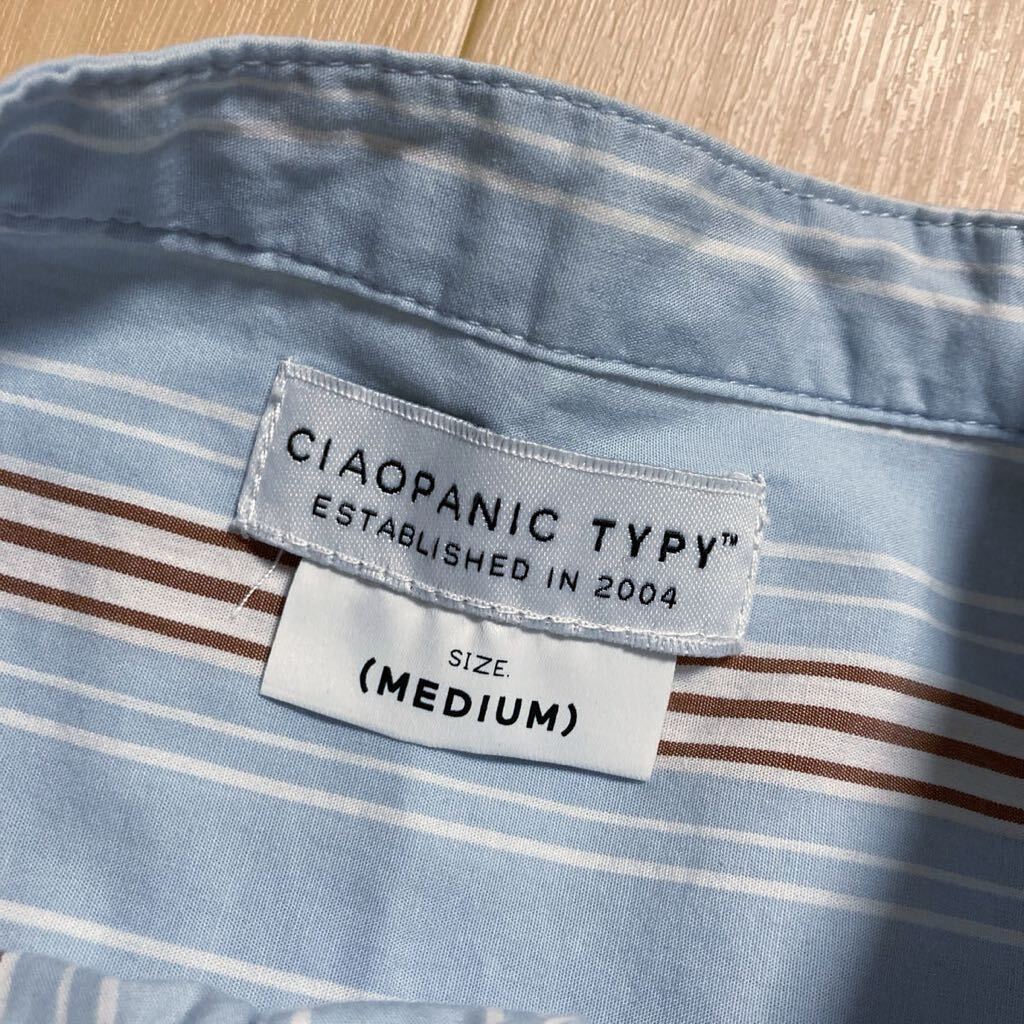 CIAOPANIC TYPY™
ESTABLISHED IN 2004
SIZE.
(MEDIUM)